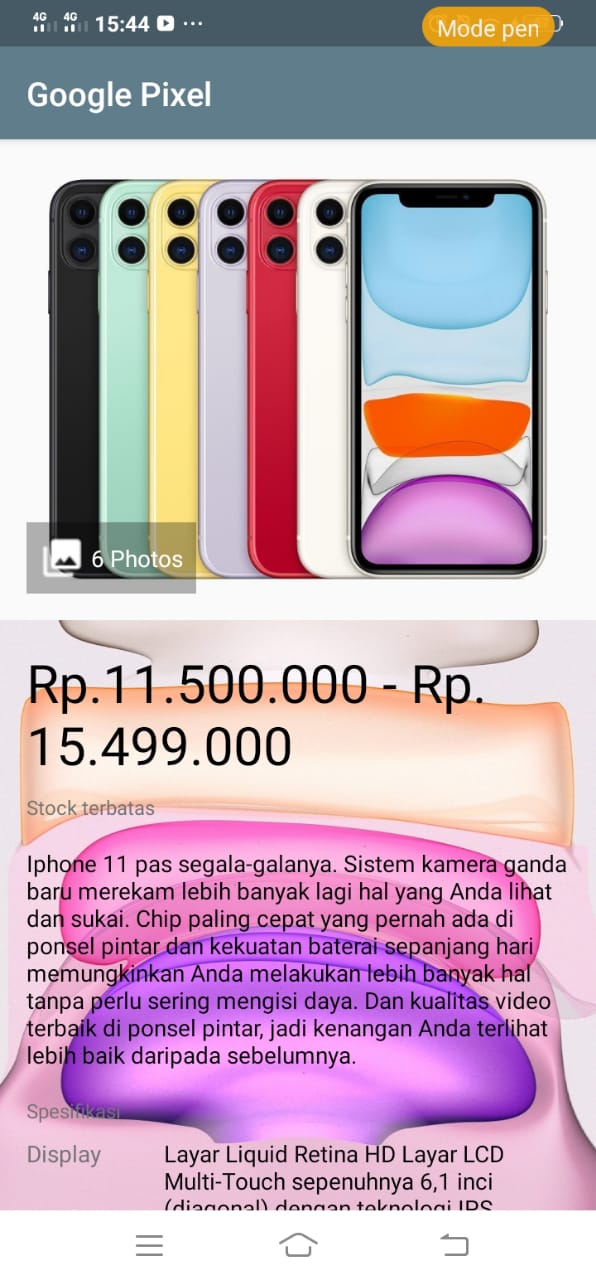 4G 4G 15:44 ...
Mode pen
Google Pixel
6 Photos
Rp.11.500.000 - Rp.
15.499.000
Stock terbatas
Iphone 11 pas segala-galanya. Sistem kamera ganda
baru merekam lebih banyak lagi hal yang Anda lihat
dan sukai. Chip paling cepat yang pernah ada di
ponsel pintar dan kekuatan baterai sepanjang hari
memungkinkan Anda melakukan lebih banyak hal
tanpa perlu sering mengisi daya. Dan kualitas video
terbaik di ponsel pintar, jadi kenangan Anda terlihat
lebih baik daripada sebelumnya.
Spesifikasi
Display
Layar Liquid Retina HD Layar LCD
Multi-Touch sepenuhnya 6,1 inci
(diagonal) dengan teknologi IPS